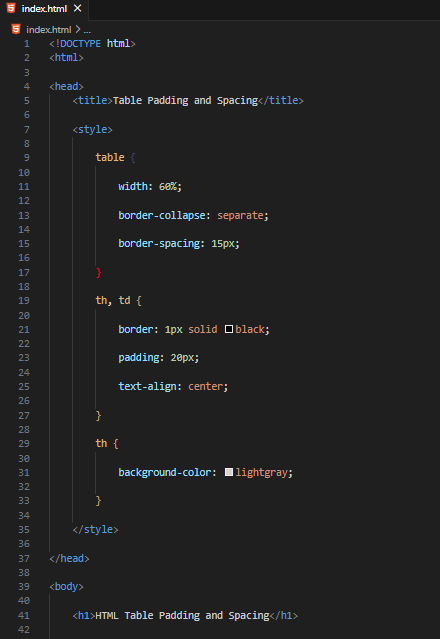 index.html X
index.html > ...
1 <!DOCTYPE html>
2 <html>
3
4 <head>
5 <title>Table Padding and Spacing</title>
6
7 <style>
8
9 table {
10
11 width: 60%;
12
13 border-collapse: separate;
14
15 border-spacing: 15px;
16
17 }
18
19 th, td {
20
21 border: 1px solid black;
22
23 padding: 20px;
24
25 text-align: center;
26
27 }
28
29 th {
30
31 background-color: lightgray;
32
33 }
34
35 </style>
36
37 </head>
38
39 <body>
40
41 <h1>HTML Table Padding and Spacing</h1>
42